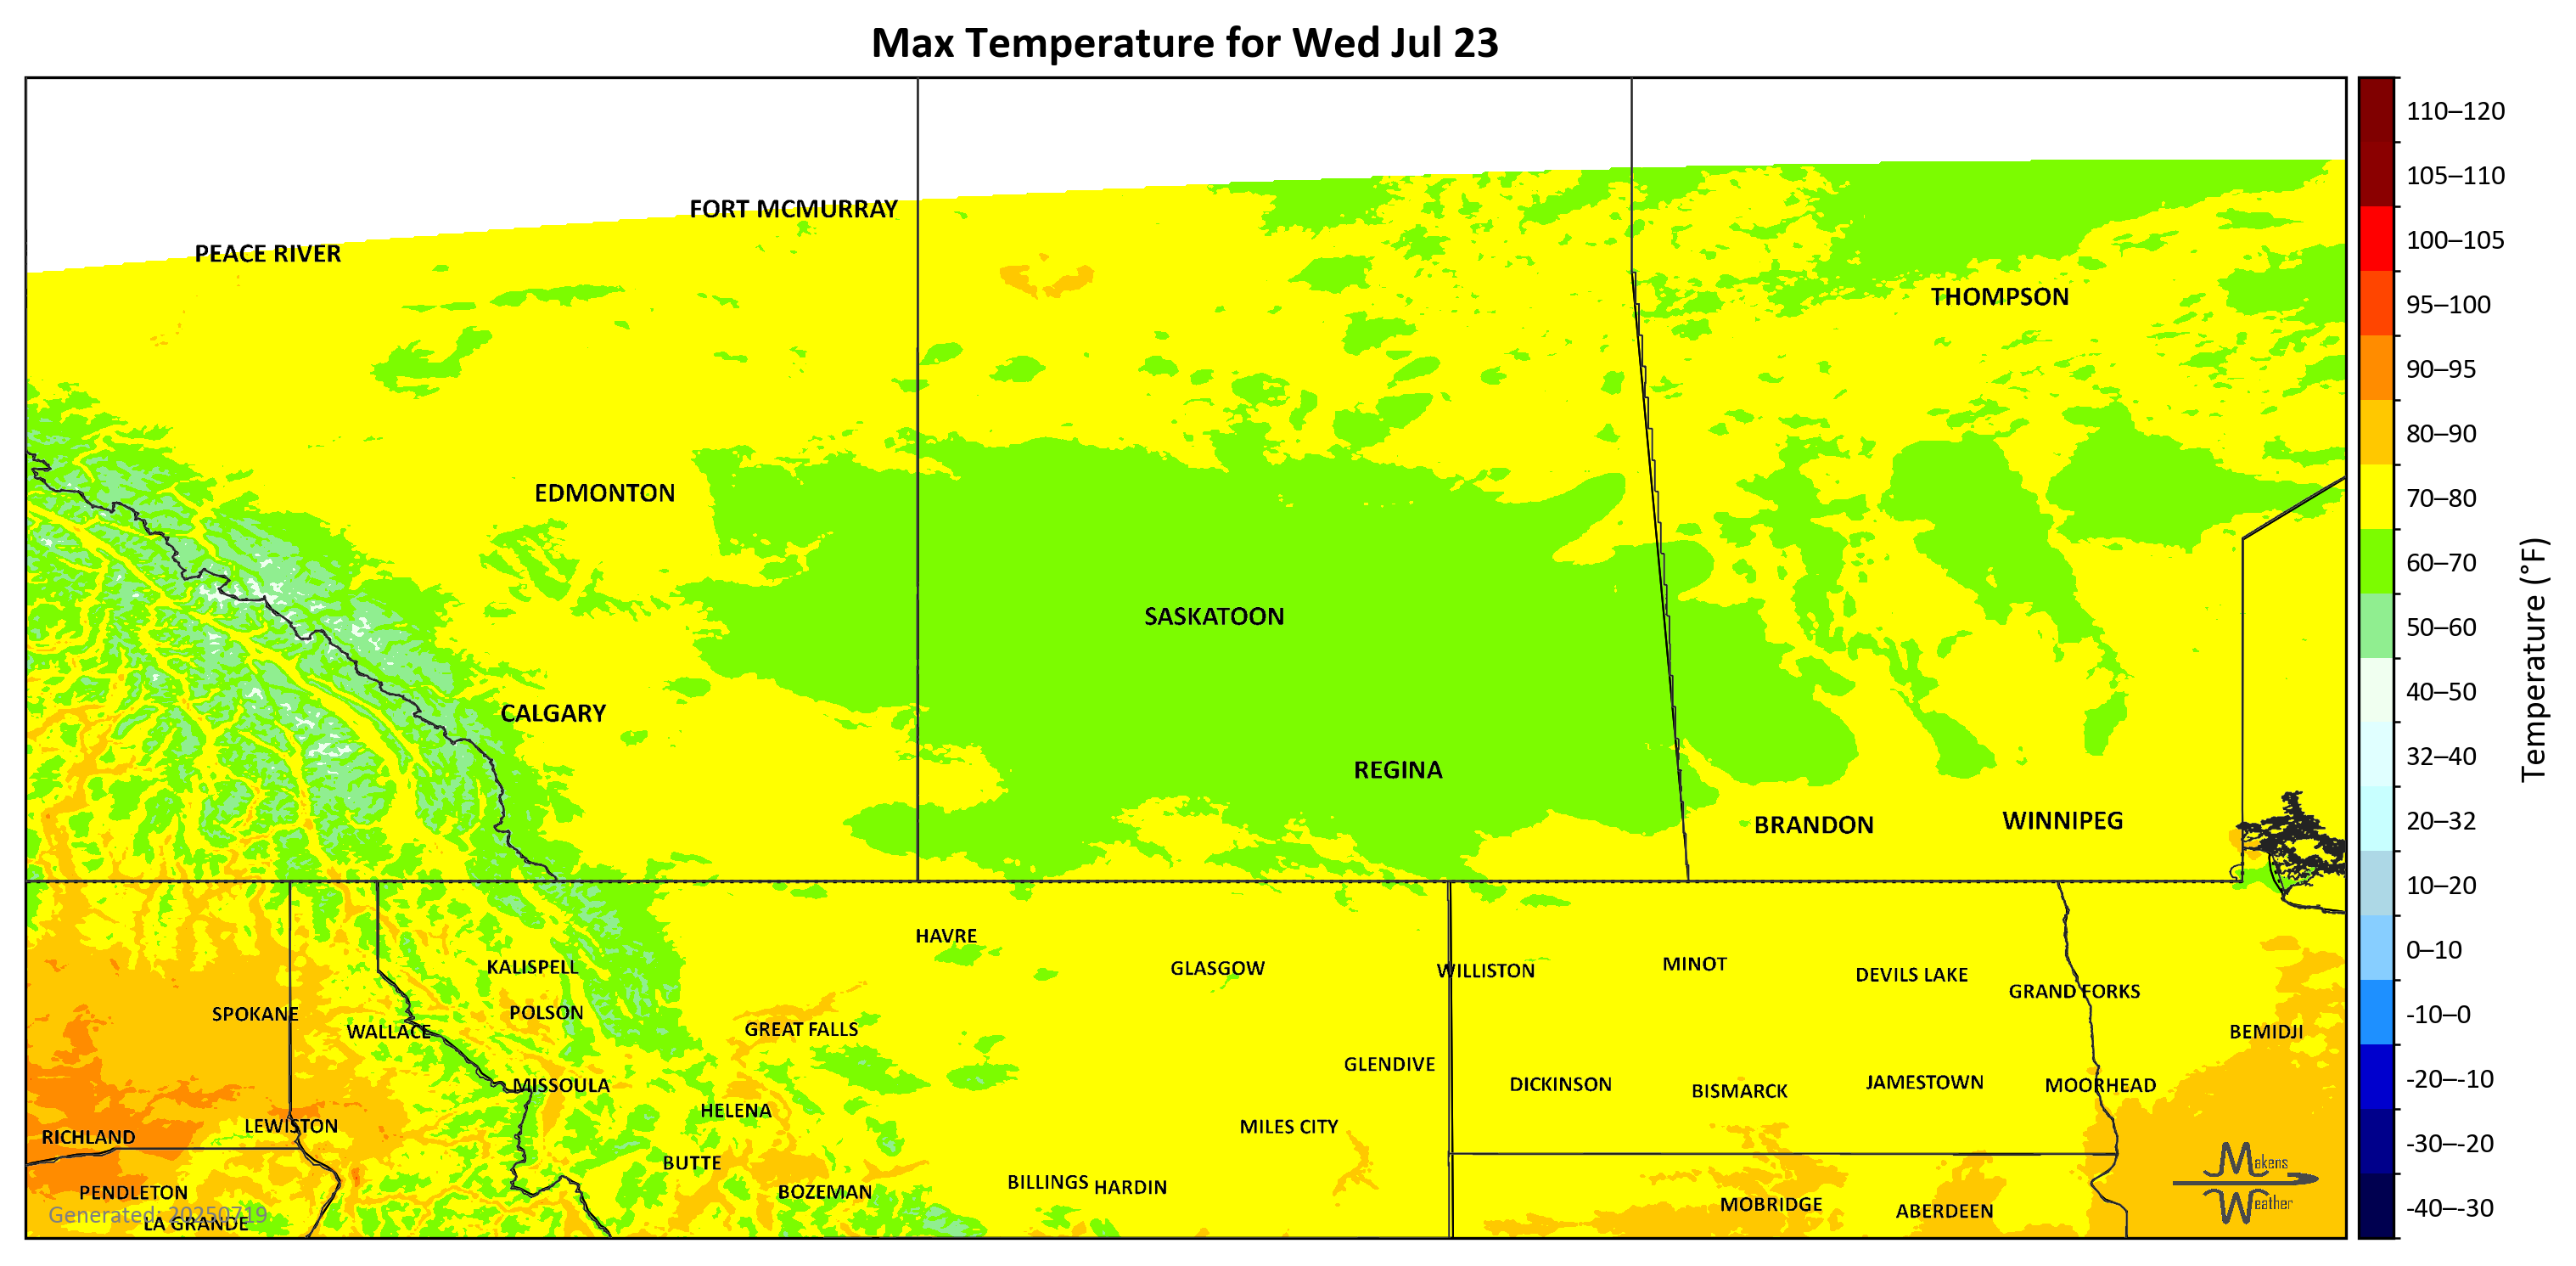 Max Temperature for Wed Jul 23
FORT MCMURRAY
PEACE RIVER
THOMPSON
EDMONTON
SASKATOON
CALGARY
REGINA
BRANDON
WINNIPEG
HAVRE
KALISPELL
GLASGOW
WILLISTON
MINOT
DEVILS LAKE
GRAND FORKS
SPOKANE
POLSON
WALLACE
GREAT FALLS
BEMIDJI
GLENDIVE
MISSOULA
DICKINSON
BISMARCK
JAMESTOWN
MOORHEAD
HELENA
LEWISTON
MILES CITY
RICHLAND
BUTTE
BILLINGS
HARDIN
PENDLETON
BOZEMAN
MOBRIDGE
ABERDEEN
Generated: 20250719
LA GRANDE
Makens
Weather
110–120
105–110
100–105
95–100
90–95
80–90
70–80
60–70
50–60
40–50
32–40
20–32
10–20
0–10
-10–0
-20–-10
-30–-20
-40–-30
Temperature (°F)